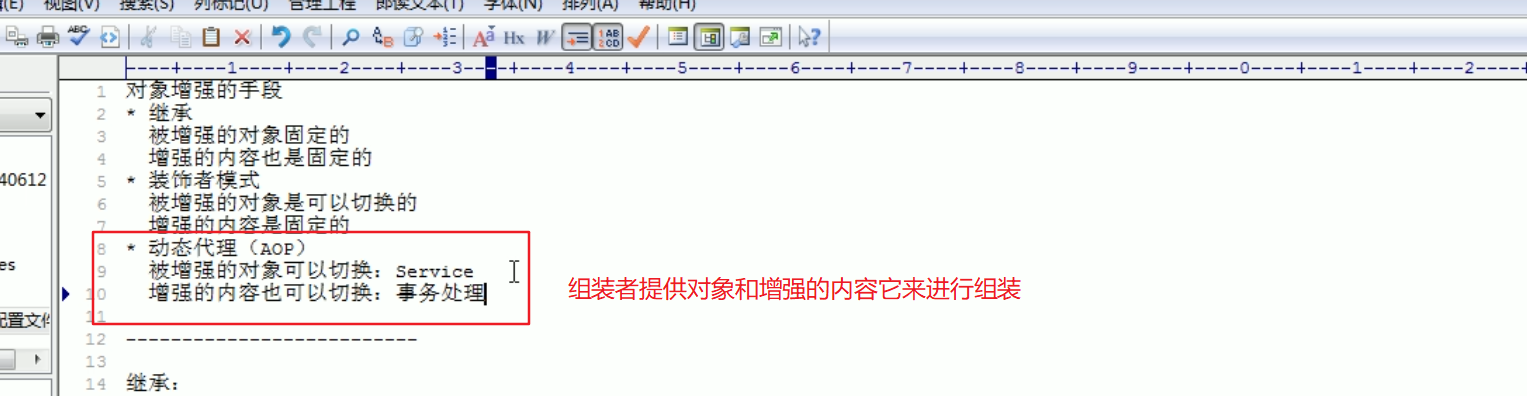 视图(V) 搜索(S) 列标记(O) 管理工程 即读文本(T) 字体(N) 排列(A) 帮助(H)
----+----1----+----2----+----3----+----4----+----5----+----6----+----7----+----8----+----9----+----0----+----1----+----2----+
1 对象增强的手段
2 * 继承
3 被增强的对象固定的
4 增强的内容也是固定的
40612
5 * 装饰者模式
6 被增强的对象是可以切换的
7 增强的内容是固定的
8 * 动态代理（AOP）
es
9 被增强的对象可以切换：Service
10 增强的内容也可以切换：事务处理
组装者提供对象和增强的内容它来进行组装
配置文件
11
12 --------------------------
13
14 继承：